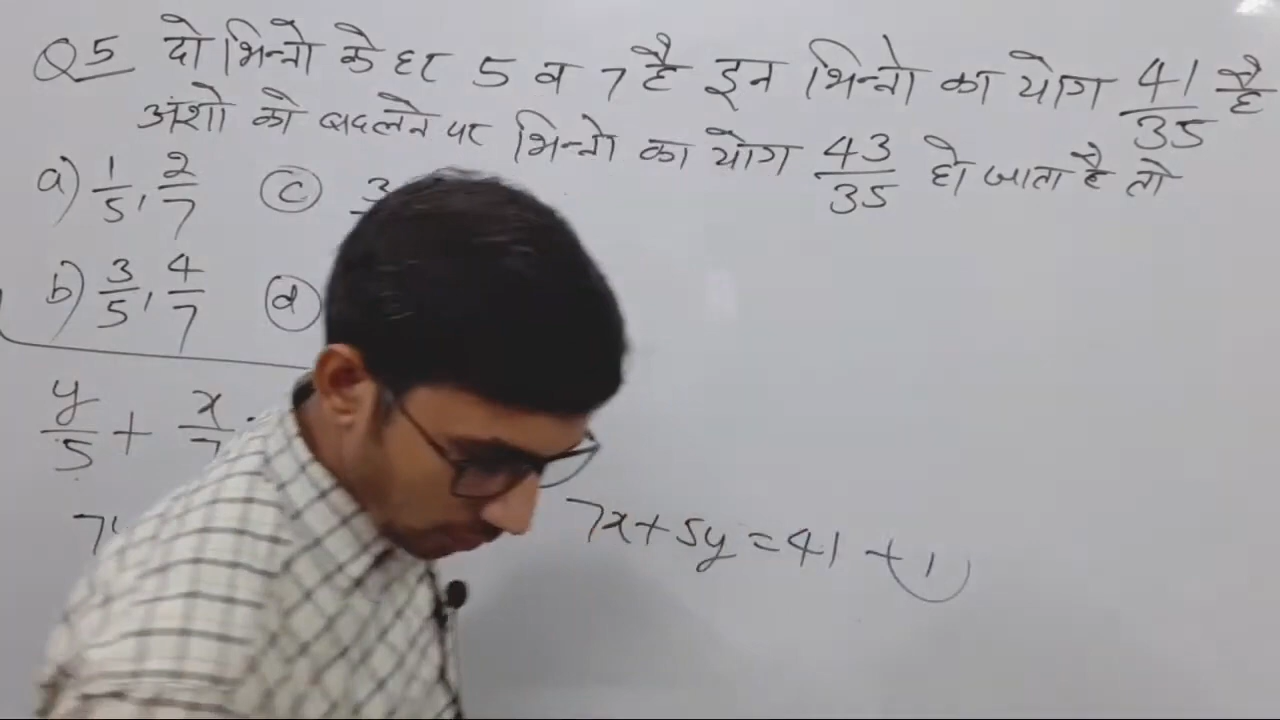 Q5 दो भिन्नो के हर 5 व 7 है इन भिन्नो का योग 41/35 है
अंशो को बदलने पर भिन्नो का योग 43/35 हो जाता है तो
a) 1/5, 2/7 (c) 3
b) 3/5, 4/7 (d)
y/5 + x/7
7x+5y=41 -(1)